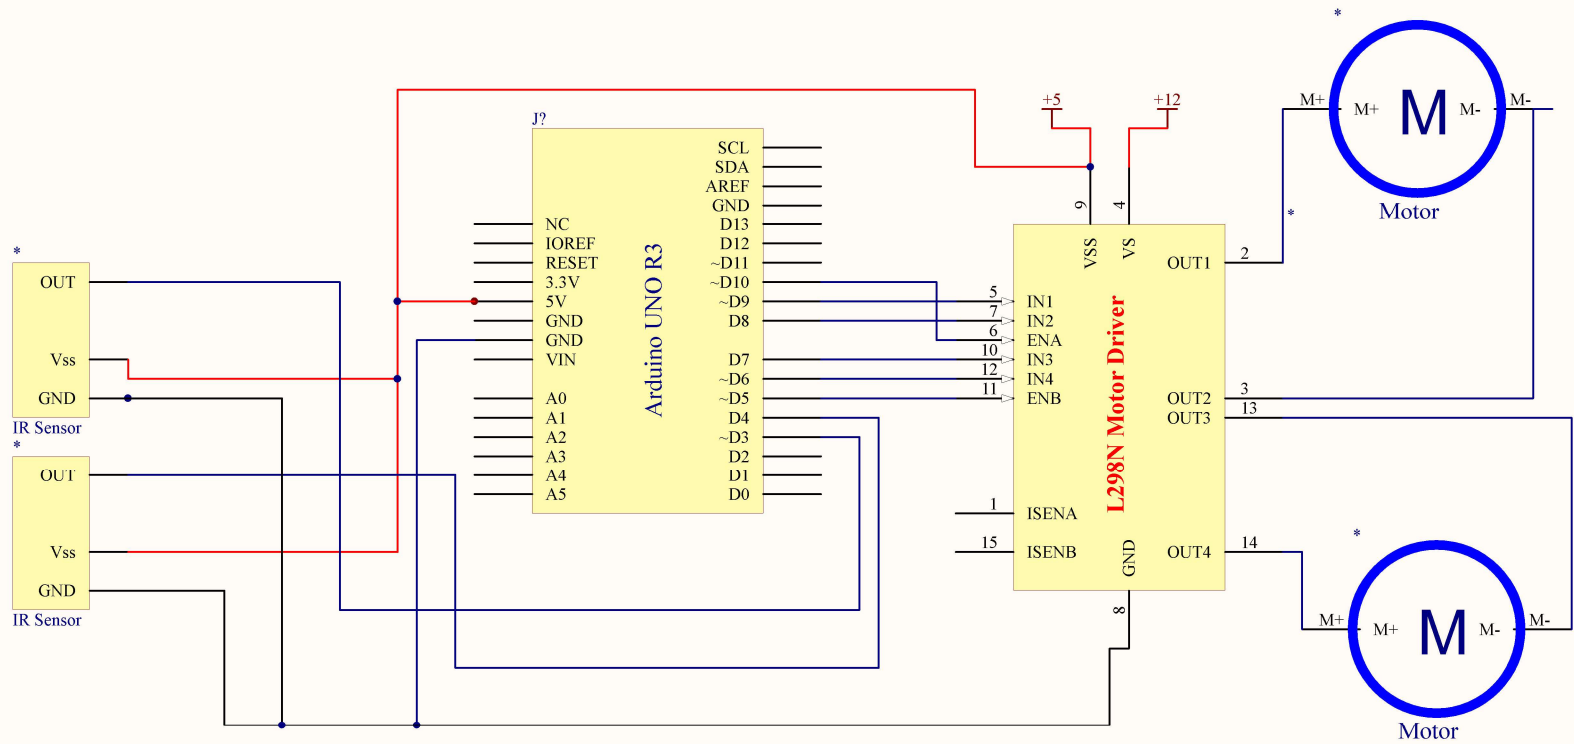 *
OUT
Vss
GND
IR Sensor
*
OUT
Vss
GND
IR Sensor
J?
NC
IOREF
RESET
3.3V
5V
GND
GND
VIN
A0
A1
A2
A3
A4
A5
Arduino UNO R3
SCL
SDA
AREF
GND
D13
D12
~D11
~D10
~D9
D8
D7
~D6
~D5
D4
~D3
D2
D1
D0
+5
+12
9
4
VSS
VS
5
IN1
7
IN2
6
ENA
10
IN3
12
IN4
11
ENB
1
ISENA
15
ISENB
L298N Motor Driver
GND
8
OUT1
2
OUT2
3
OUT3
13
OUT4
14
*
*
M+
M+
M
M-
M-
Motor
*
M+
M+
M
M-
M-
Motor